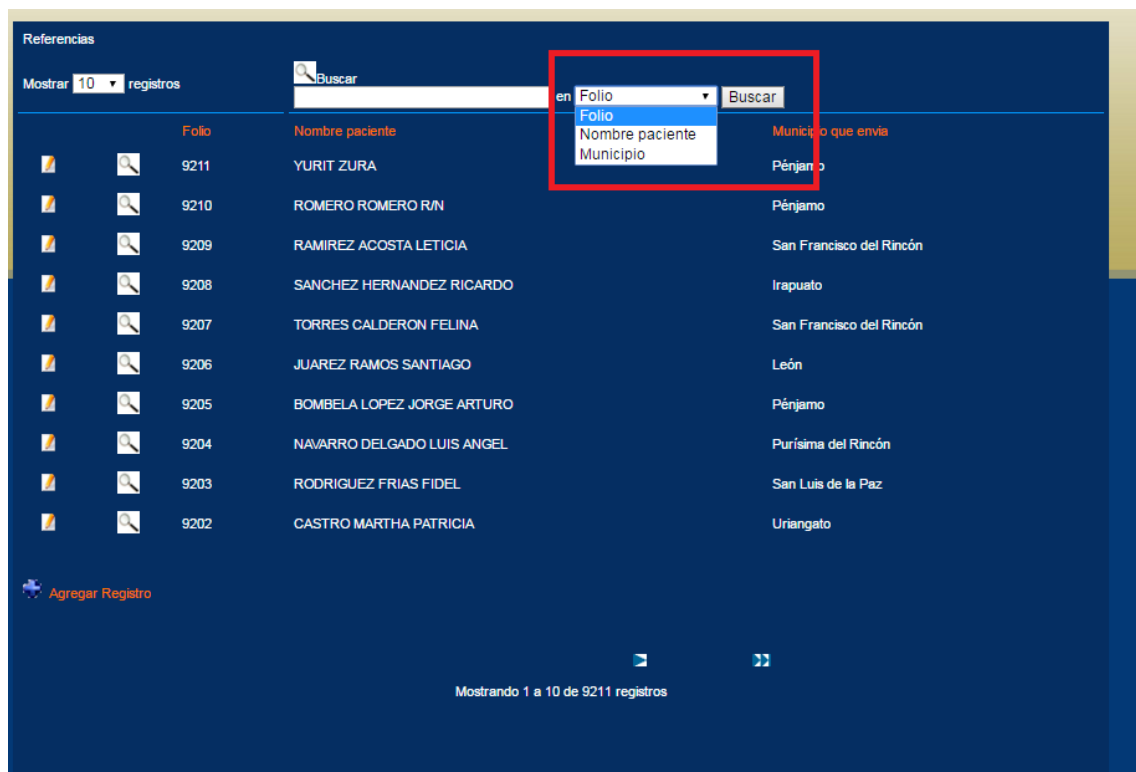 Referencias
Mostrar 10 registros
Buscar
en Folio Buscar
Folio
Nombre paciente
Municipio
Folio Nombre paciente Municipio que envia
9211 YURIT ZURA Pénjamo
9210 ROMERO ROMERO R/N Pénjamo
9209 RAMIREZ ACOSTA LETICIA San Francisco del Rincón
9208 SANCHEZ HERNANDEZ RICARDO Irapuato
9207 TORRES CALDERON FELINA San Francisco del Rincón
9206 JUAREZ RAMOS SANTIAGO León
9205 BOMBELA LOPEZ JORGE ARTURO Pénjamo
9204 NAVARRO DELGADO LUIS ANGEL Purísima del Rincón
9203 RODRIGUEZ FRIAS FIDEL San Luis de la Paz
9202 CASTRO MARTHA PATRICIA Uriangato
Agregar Registro
Mostrando 1 a 10 de 9211 registros